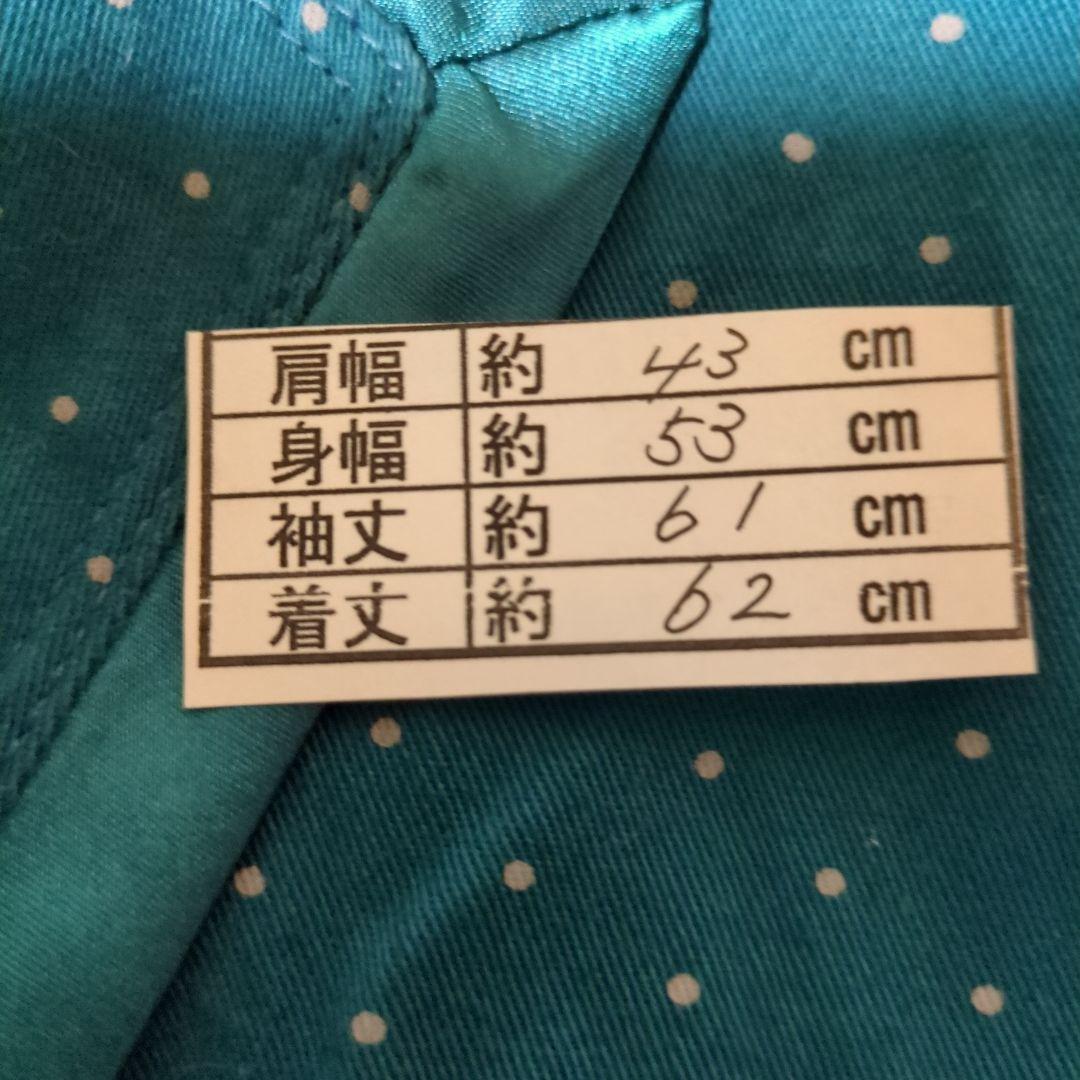 肩幅 約 43 cm
身幅 約 53 cm
袖丈 約 61 cm
着丈 約 62 cm